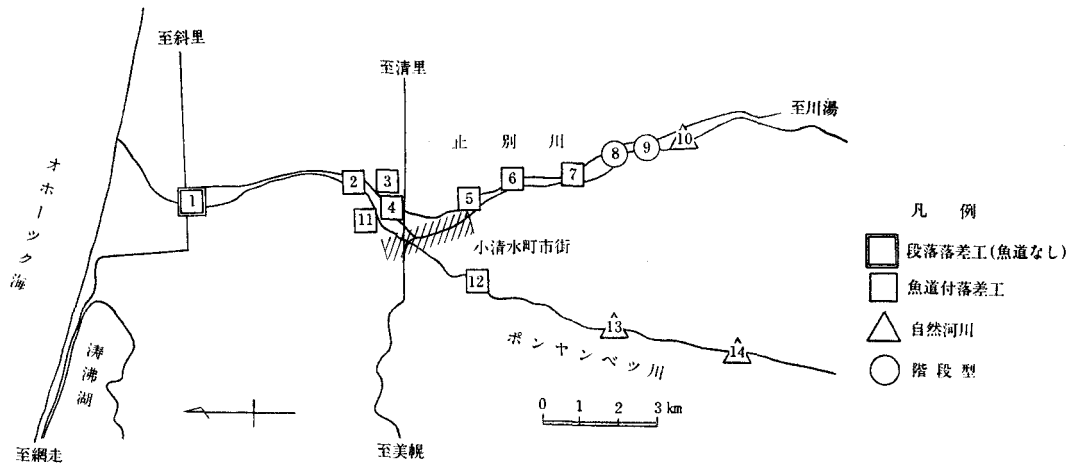 至斜里
至清里
至川湯
止別川
オホーツク海
1
2
3
4
5
6
7
8
9
10
11
12
13
14
小清水町市街
ポンヤンベツ川
濤沸湖
至網走
至美幌
0 1 2 3 km
凡例
段落落差工(魚道なし)
魚道付落差工
自然河川
階段型